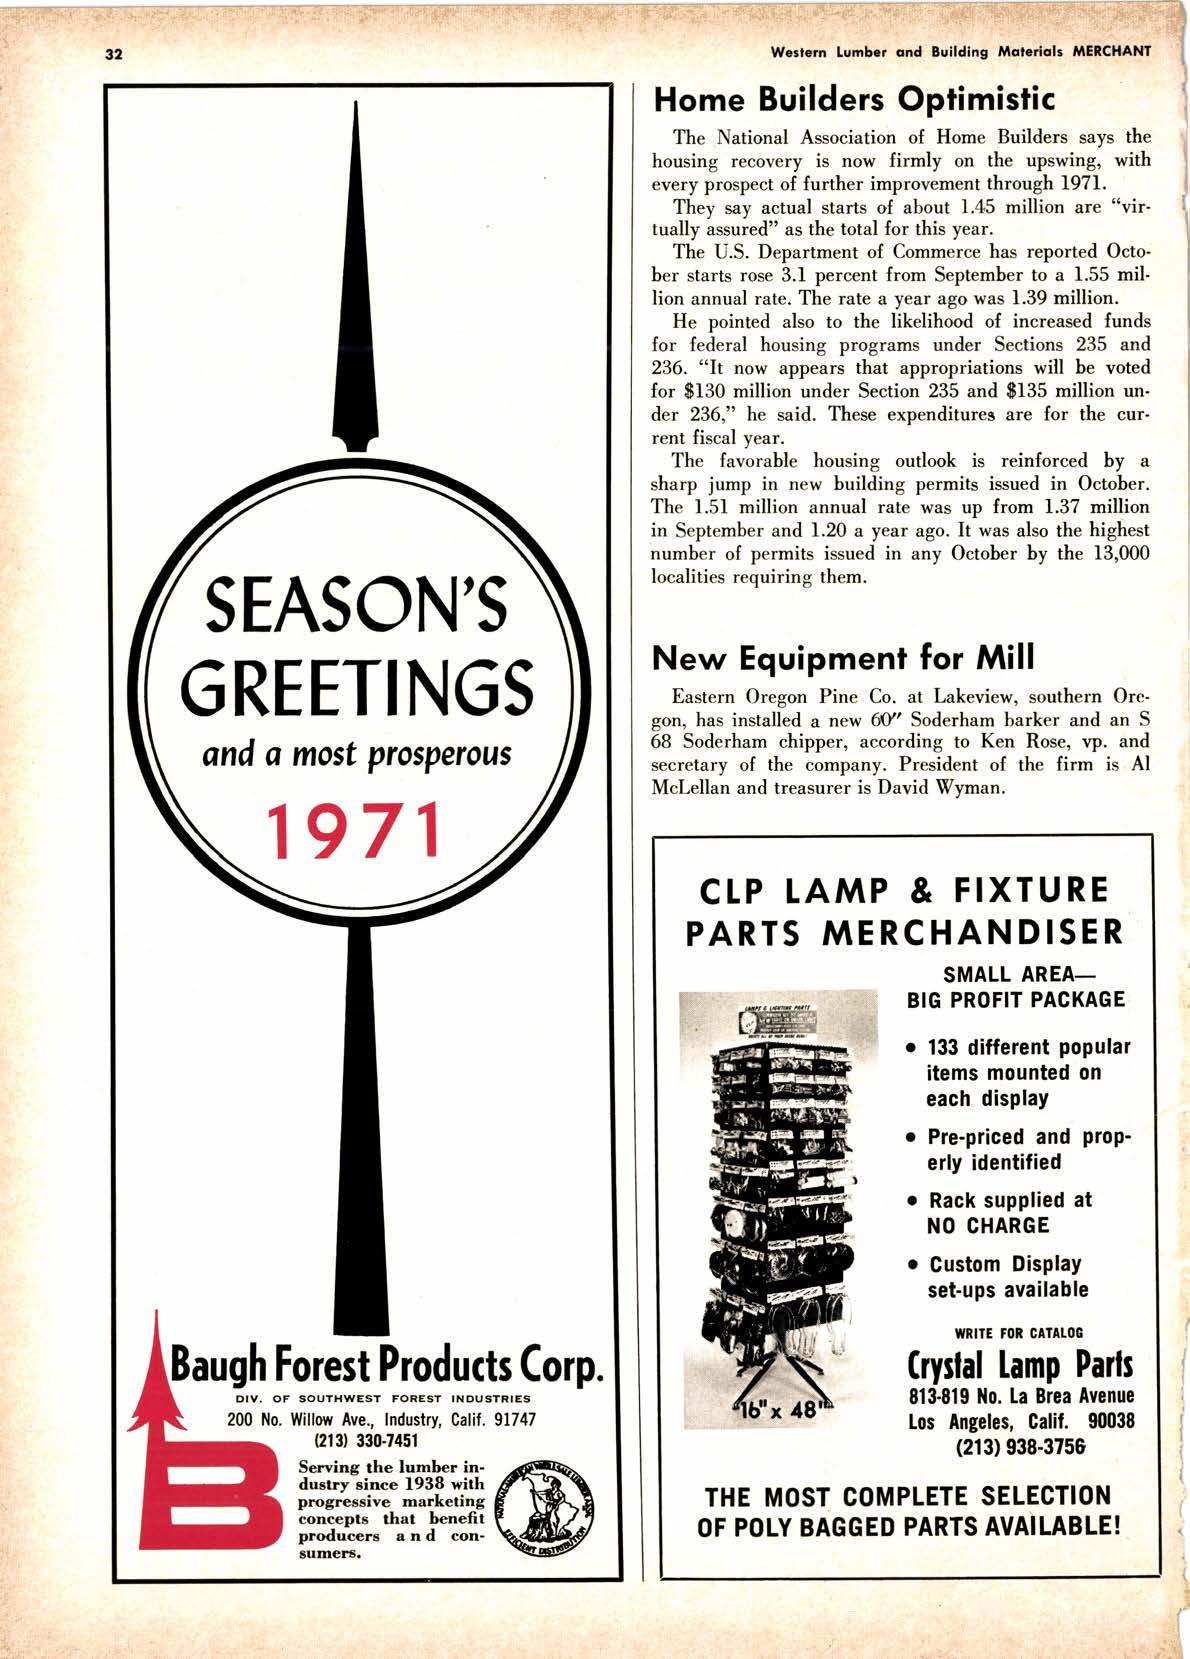 32
Western Lumber and Building Materials MERCHANT
SEASON'S
GREETINGS
and a most prosperous
1971
Baugh Forest Products Corp.
DIV. OF SOUTHWEST FOREST INDUSTRIES
200 No. Willow Ave., Industry, Calif. 91747
(213) 330-7451
B
Serving the lumber in-
dustry since 1938 with
progressive marketing
concepts that benefit
producers and con-
sumers.
NATIONAL-AMERICAN WHOLESALE LUMBER ASSN.
EFFICIENT DISTRIBUTION
Home Builders Optimistic
The National Association of Home Builders says the
housing recovery is now firmly on the upswing, with
every prospect of further improvement through 1971.
They say actual starts of about 1.45 million are “vir-
tually assured” as the total for this year.
The U.S. Department of Commerce has reported Octo-
ber starts rose 3.1 percent from September to a 1.55 mil-
lion annual rate. The rate a year ago was 1.39 million.
He pointed also to the likelihood of increased funds
for federal housing programs under Sections 235 and
236. “It now appears that appropriations will be voted
for $130 million under Section 235 and $135 million un-
der 236,” he said. These expenditures are for the cur-
rent fiscal year.
The favorable housing outlook is reinforced by a
sharp jump in new building permits issued in October.
The 1.51 million annual rate was up from 1.37 million
in September and 1.20 a year ago. It was also the highest
number of permits issued in any October by the 13,000
localities requiring them.
New Equipment for Mill
Eastern Oregon Pine Co. at Lakeview, southern Ore-
gon, has installed a new 60″ Soderham barker and an S
68 Soderham chipper, according to Ken Rose, vp. and
secretary of the company. President of the firm is Al
McLellan and treasurer is David Wyman.
CLP LAMP & FIXTURE
PARTS MERCHANDISER
SMALL AREA—
BIG PROFIT PACKAGE
LAMPS & LIGHTING PARTS
• 133 different popular
items mounted on
each display
• Pre-priced and prop-
erly identified
• Rack supplied at
NO CHARGE
• Custom Display
set-ups available
16" x 48"
WRITE FOR CATALOG
Crystal Lamp Parts
813-819 No. La Brea Avenue
Los Angeles, Calif. 90038
(213) 938-3756
THE MOST COMPLETE SELECTION
OF POLY BAGGED PARTS AVAILABLE!